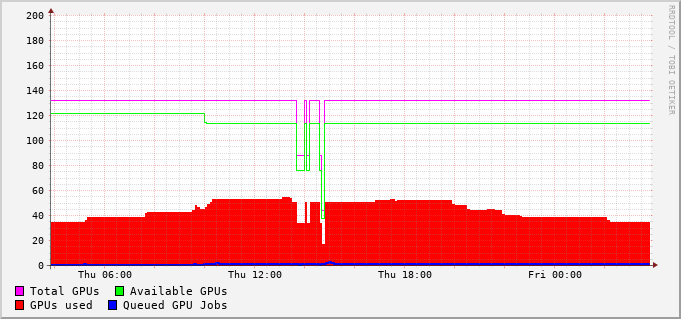 200
180
160
140
120
100
80
60
40
20
0
Thu 06:00 Thu 12:00 Thu 18:00 Fri 00:00
Total GPUs Available GPUs
GPUs used Queued GPU Jobs
RRDTOOL / TOBI OETIKER